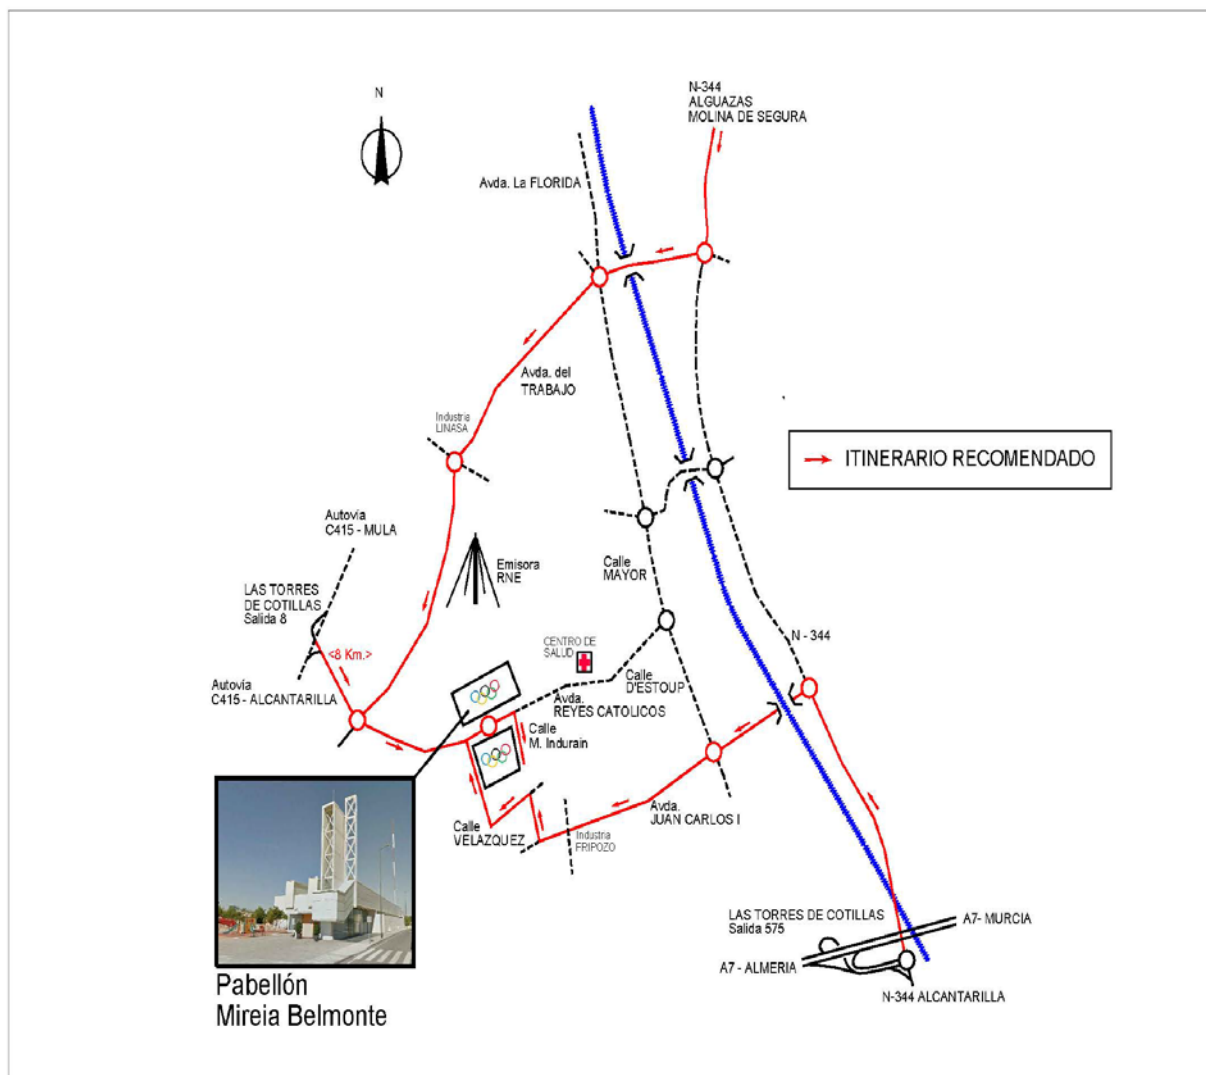 N-344
ALGUAZAS
MOLINA DE SEGURA
N
Avda. La FLORIDA
Avda. del
TRABAJO
Industria
LINASA
ITINERARIO RECOMENDADO
Autovía
C415 - MULA
Emisora
RNE
Calle
MAYOR
LAS TORRES
DE COTILLAS
Salida 8
<8 Km.>
CENTRO DE
SALUD
N - 344
Autovía
C415 - ALCANTARILLA
Calle
D'ESTOUP
Avda.
REYES CATOLICOS
Calle
M. Indurain
Avda.
JUAN CARLOS I
Calle
VELAZQUEZ
Industria
FRIPOZO
LAS TORRES DE COTILLAS
Salida 575
A7- MURCIA
A7 - ALMERIA
N-344 ALCANTARILLA
Pabellón
Mireia Belmonte